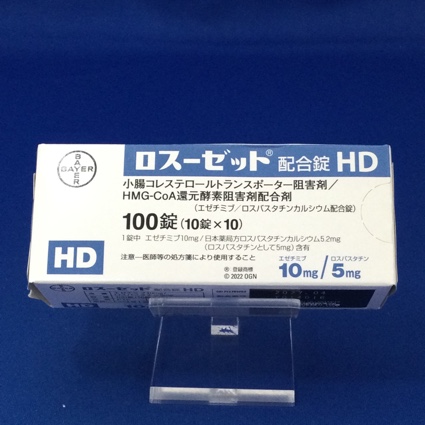 BAYER
BAYER
ロスーゼット® 配合錠 HD
小腸コレステロールトランスポーター阻害剤/
HMG-CoA還元酵素阻害剤配合剤
(エゼチミブ/ロスバスタチンカルシウム配合錠)
100錠(10錠×10)
1錠中 エゼチミブ10mg/日本薬局方ロスバスタチンカルシウム5.2mg
(ロスバスタチンとして5mg)含有
注意-医師等の処方箋により使用すること
® 登録商標
© 2022 OGN
エゼチミブ ロスバスタチン
10mg/5mg
HD
HD
ロスーゼット 配合錠 HD